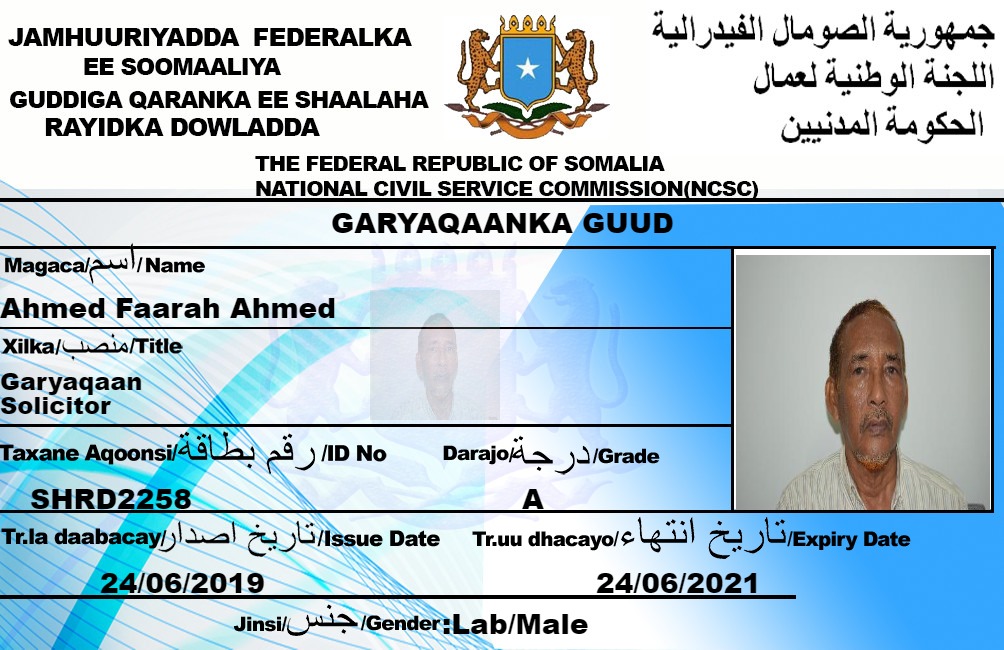 JAMHUURIYADDA FEDERALKA
EE SOOMAALIYA
GUDDIGA QARANKA EE SHAALAHA
RAYIDKA DOWLADDA
جمهورية الصومال الفيدرالية
اللجنة الوطنية لعمال
الحكومة المدنيين
THE FEDERAL REPUBLIC OF SOMALIA
NATIONAL CIVIL SERVICE COMMISSION(NCSC)
GARYAQAANKA GUUD
Magaca/اسم/Name
Ahmed Faarah Ahmed
Xilka/منصب/Title
Garyaqaan
Solicitor
Taxane Aqoonsi/رقم بطاقة/ID No
SHRD2258
Darajo/درجة/Grade
A
Tr.la daabacay/تاريخ اصدار/Issue Date
24/06/2019
Tr.uu dhacayo/تاريخ انتهاء/Expiry Date
24/06/2021
Jinsi/جنس/Gender:Lab/Male